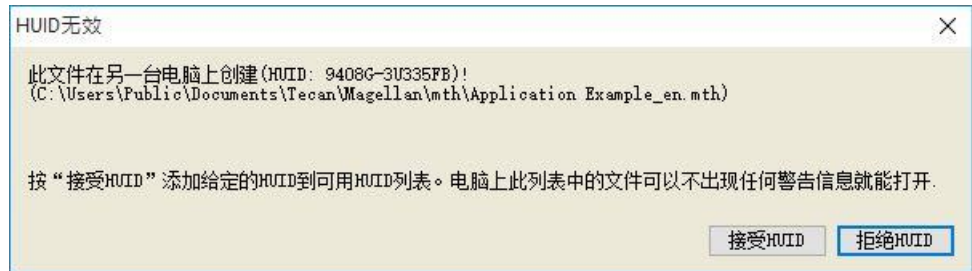 HUID无效
此文件在另一台电脑上创建(HUID: 9408G-3U335FB)!
(C:\Users\Public\Documents\Tecan\Magellan\mth\Application Example_en.mth)
按“接受HUID”添加给定的HUID到可用HUID列表。电脑上此列表中的文件可以不出现任何警告信息就能打开.
接受HUID
拒绝HUID